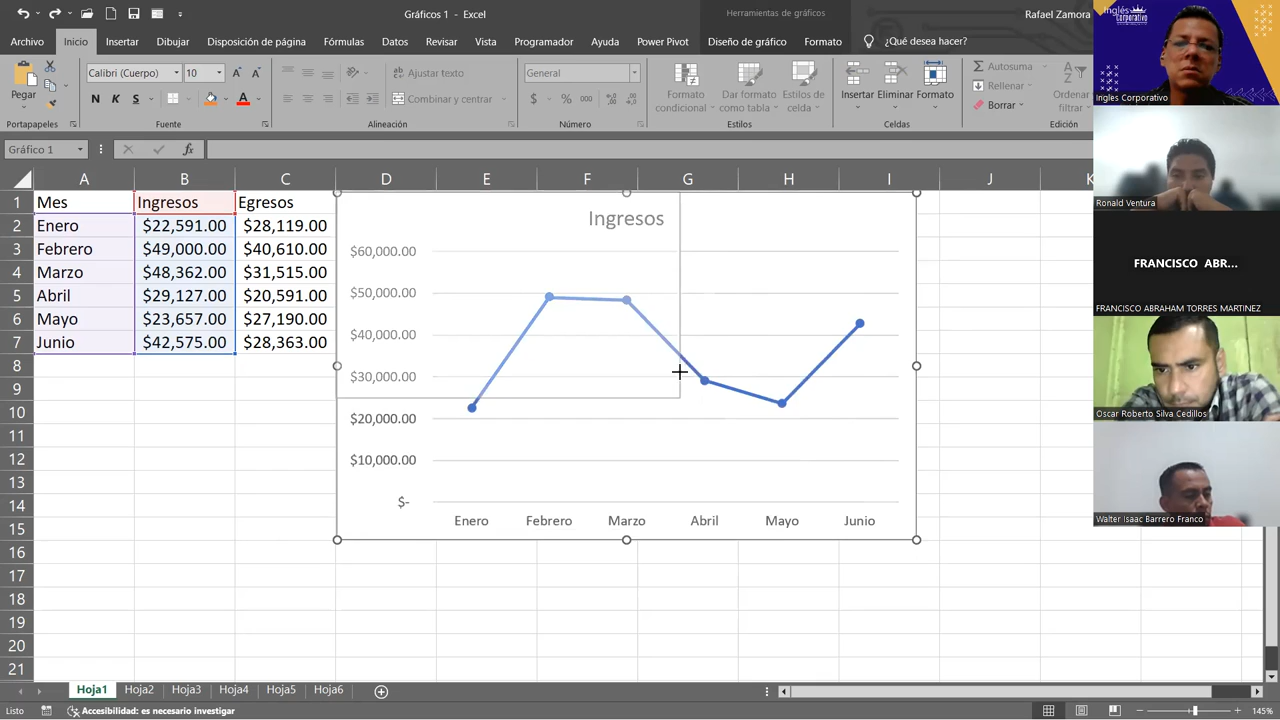 Gráficos 1 - Excel
Herramientas de gráficos
Rafael Zamora
Archivo Inicio Insertar Dibujar Disposición de página Fórmulas Datos Revisar Vista Programador Ayuda Power Pivot Diseño de gráfico Formato ¿Qué desea hacer?
Pegar
Calibri (Cuerpo) 10
N K S
Ajustar texto
Combinar y centrar
General
$ % 000
Formato condicional
Dar formato como tabla
Estilos de celda
Insertar Eliminar Formato
Autosuma
Rellenar
Borrar
Ordenar
filtrar
Portapapeles Fuente Alineación Número Estilos Celdas Edición
Gráfico 1
fx
A B C D E F G H I J K
1 Mes Ingresos Egresos
2 Enero $22,591.00 $28,119.00
3 Febrero $49,000.00 $40,610.00
4 Marzo $48,362.00 $31,515.00
5 Abril $29,127.00 $20,591.00
6 Mayo $23,657.00 $27,190.00
7 Junio $42,575.00 $28,363.00
8
9
10
11
12
13
14
15
16
17
18
19
20
21
Ingresos
$60,000.00
$50,000.00
$40,000.00
$30,000.00
$20,000.00
$10,000.00
$-
Enero Febrero Marzo Abril Mayo Junio
Inglés
Corporativo
Ingles Corporativo
Ronald Ventura
FRANCISCO ABR...
FRANCISCO ABRAHAM TORRES MARTINEZ
Oscar Roberto Silva Cedillos
Walter Isaac Barrero Franco
Hoja1 Hoja2 Hoja3 Hoja4 Hoja5 Hoja6
Listo
Accesibilidad: es necesario investigar
145%